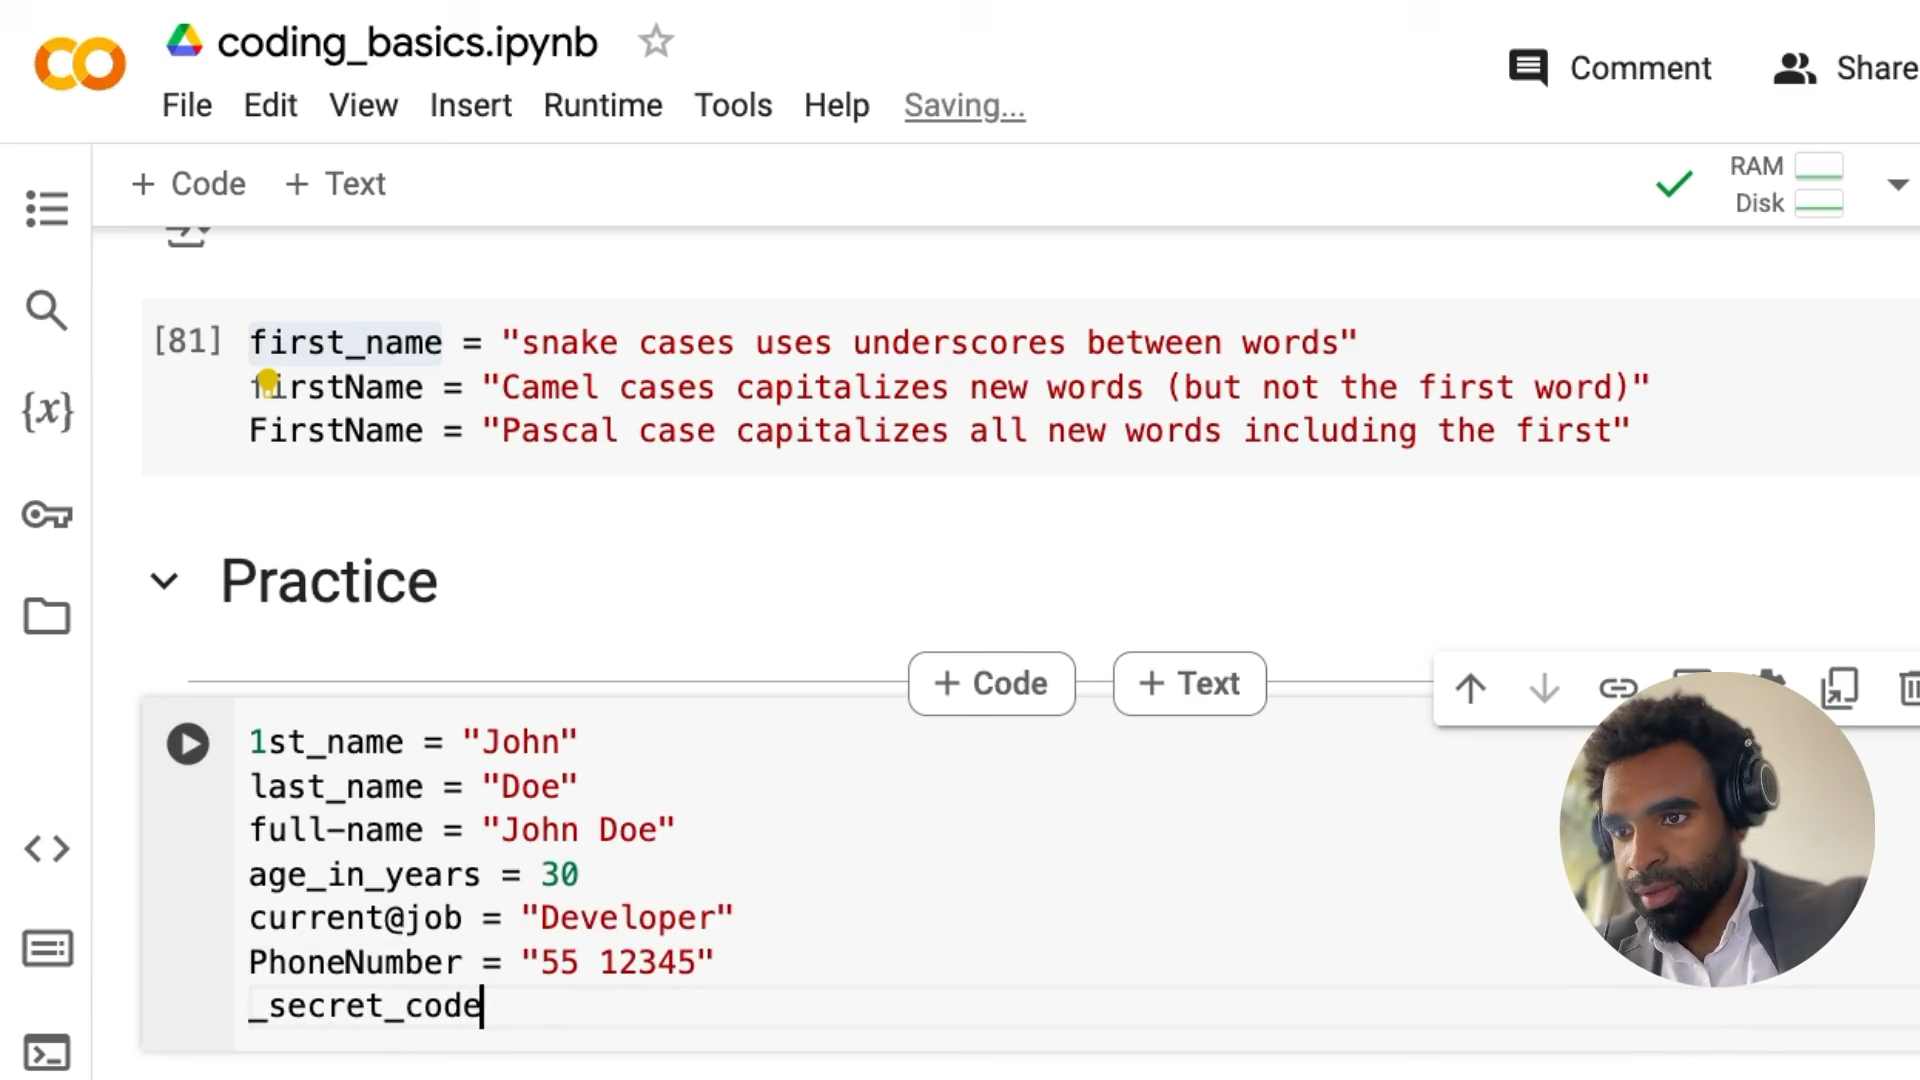 coding_basics.ipynb
Comment
Share
File Edit View Insert Runtime Tools Help Saving...
+ Code + Text
RAM
Disk
[81] first_name = "snake cases uses underscores between words"
firstName = "Camel cases capitalizes new words (but not the first word)"
FirstName = "Pascal case capitalizes all new words including the first"
Practice
+ Code + Text
1st_name = "John"
last_name = "Doe"
full-name = "John Doe"
age_in_years = 30
current@job = "Developer"
PhoneNumber = "55 12345"
_secret_code